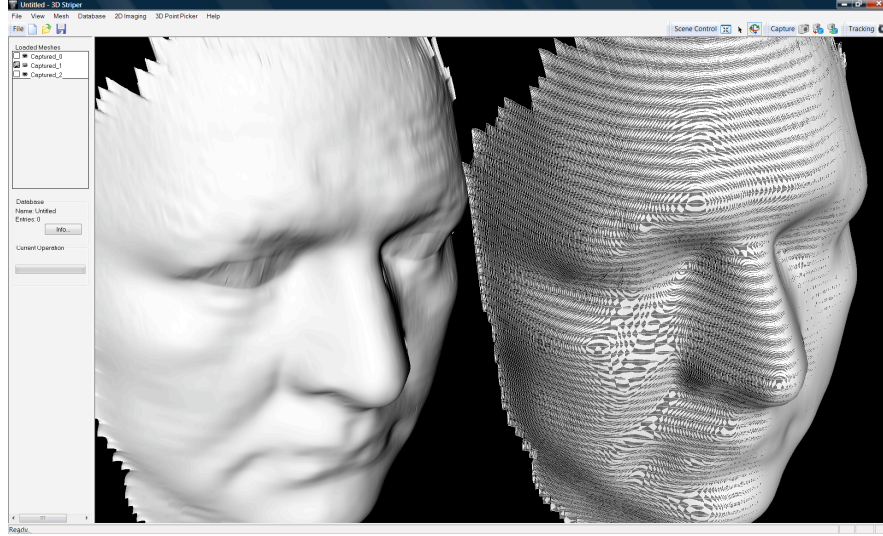 Untitled - 3D Striper
File View Mesh Database 2D Imaging 3D Point Picker Help
File Scene Control Capture Tracking
Loaded Meshes
Captured_0
Captured_1
Captured_2
Database
Name: Untitled
Entries: 0
Info...
Current Operation
Ready...